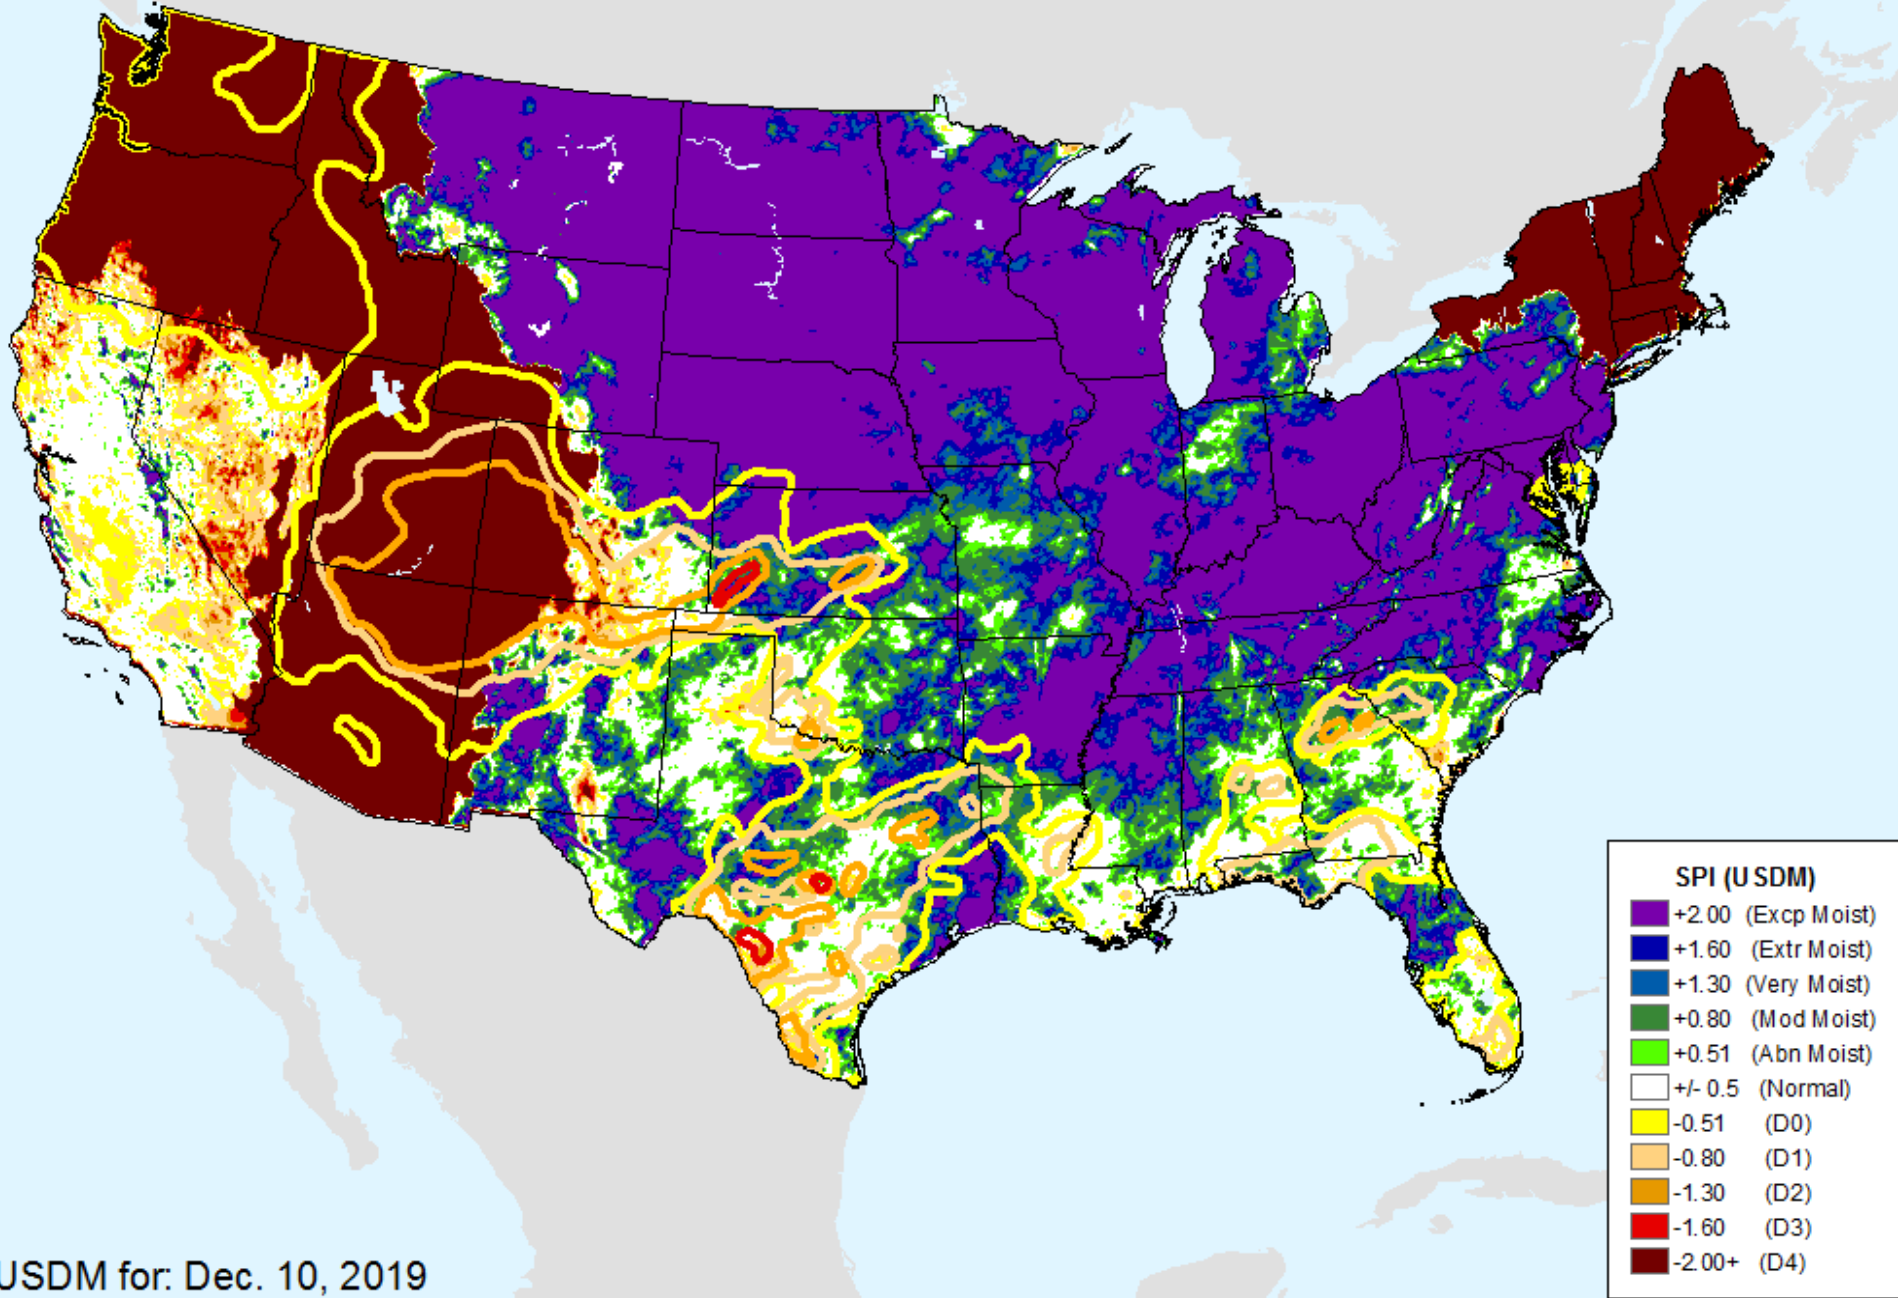 SPI (USDM)
+2.00 (Excp Moist)
+1.60 (Extr Moist)
+1.30 (Very Moist)
+0.80 (Mod Moist)
+0.51 (Abn Moist)
+/- 0.5 (Normal)
-0.51 (D0)
-0.80 (D1)
-1.30 (D2)
-1.60 (D3)
-2.00+ (D4)
USDM for: Dec. 10, 2019